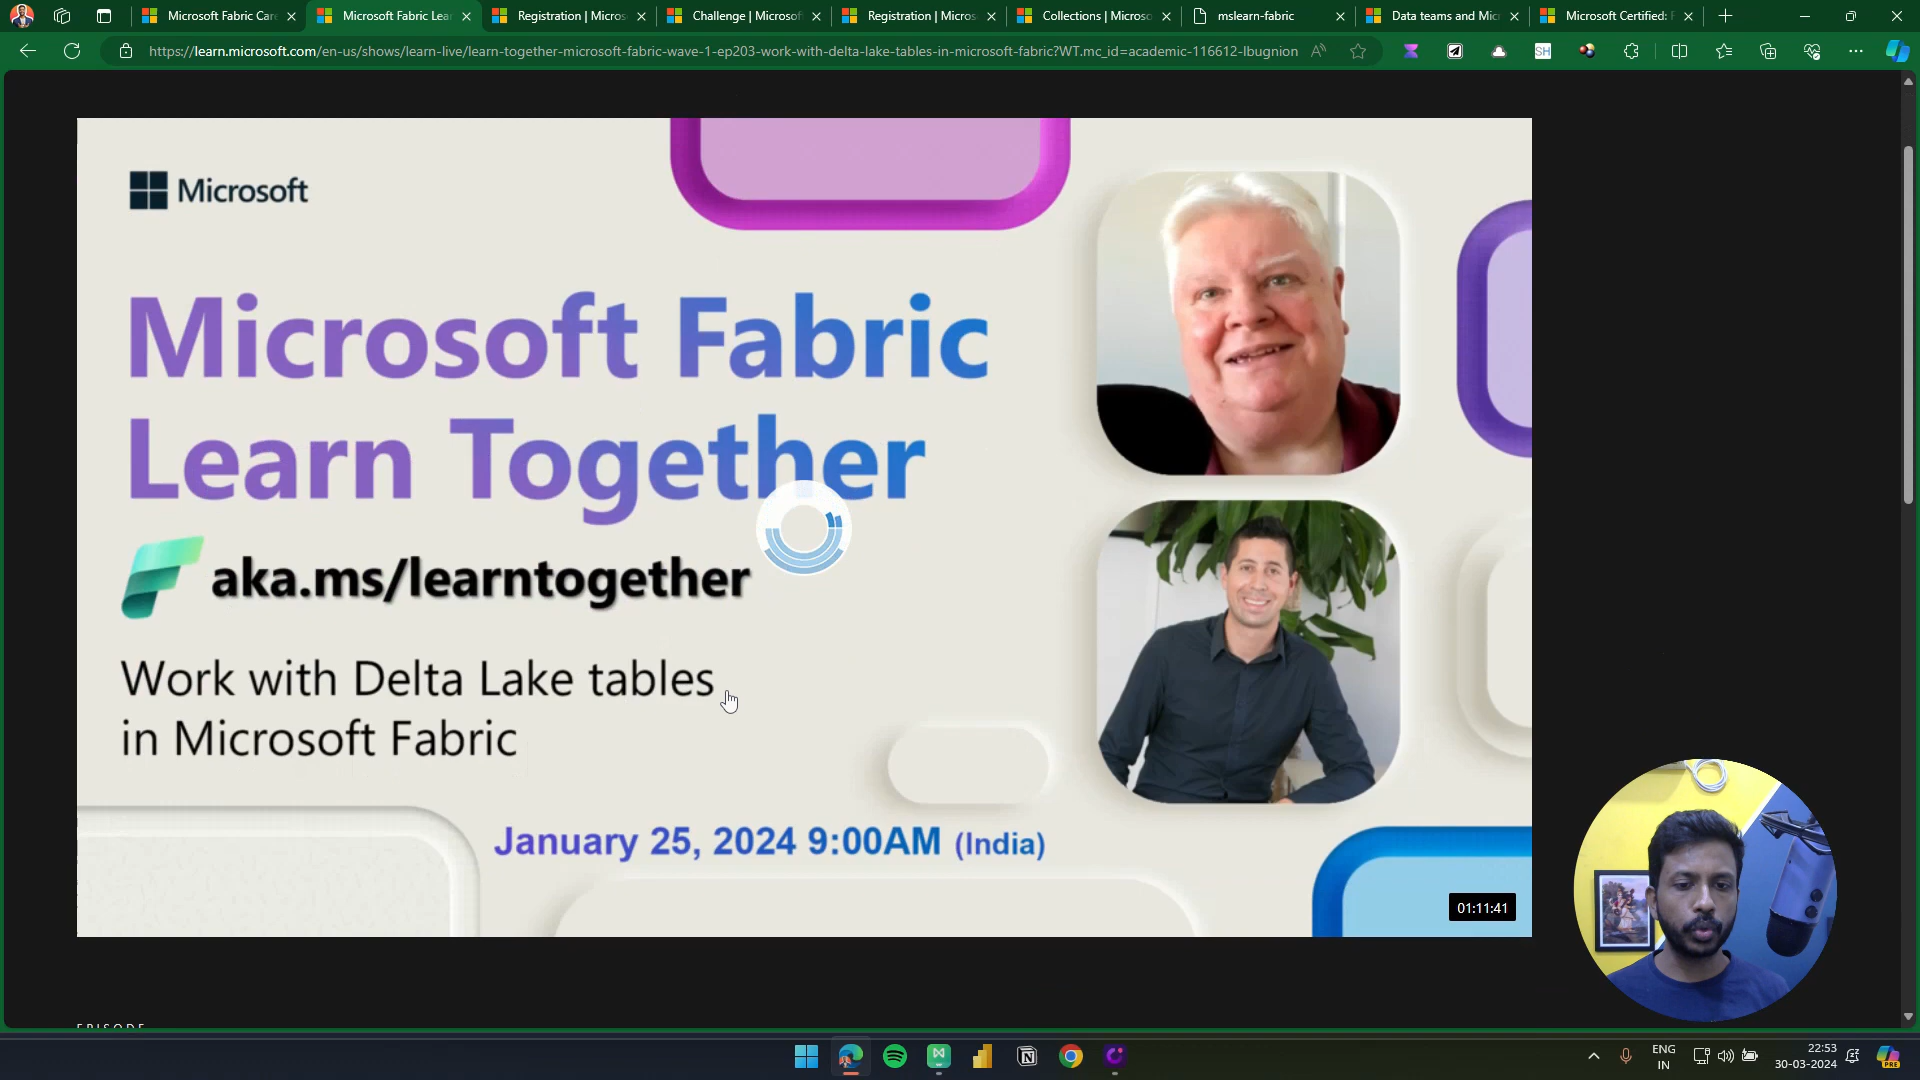 Microsoft Fabric Care
Microsoft Fabric Lear
Registration | Micros
Challenge | Microsof
Registration | Micros
Collections | Microso
mslearn-fabric
Data teams and Mic
Microsoft Certified: F
https://learn.microsoft.com/en-us/shows/learn-live/learn-together-microsoft-fabric-wave-1-ep203-work-with-delta-lake-tables-in-microsoft-fabric?WT.mc_id=academic-116612-lbugnion
SH
Microsoft
Microsoft Fabric
Learn Together
aka.ms/learntogether
Work with Delta Lake tables
in Microsoft Fabric
January 25, 2024 9:00AM (India)
01:11:41
EPISODE
ENG
IN
22:53
30-03-2024
PRE